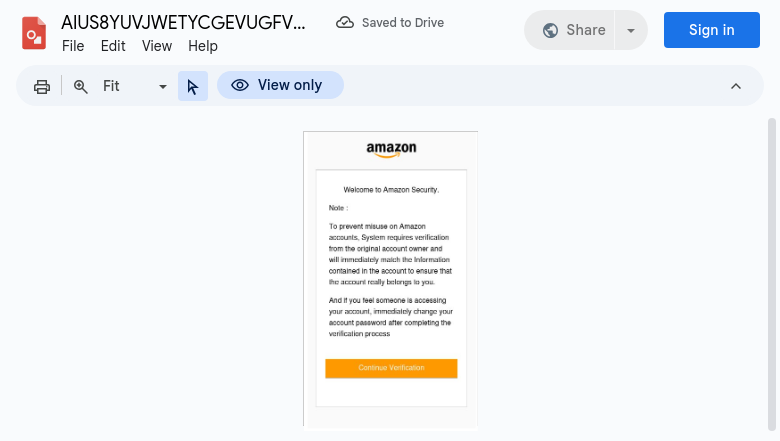 AIUS8YUVJWETYCGEVUGFV...
Saved to Drive
Share
Sign in
File Edit View Help
Fit
View only
amazon
Welcome to Amazon Security.
Note :
To prevent misuse on Amazon
accounts, System requires verification
from the original account owner and
will immediately match the Information
contained in the account to ensure that
the account really belongs to you.
And if you feel someone is accessing
your account, immediately change your
account password after completing the
verification process
Continue Verification